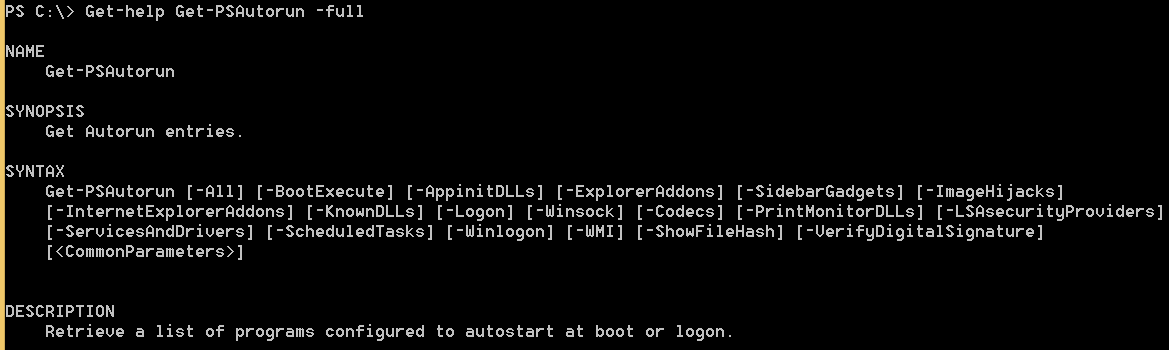 PS C:\> Get-help Get-PSAutorun -full
NAME
Get-PSAutorun
SYNOPSIS
Get Autorun entries.
SYNTAX
Get-PSAutorun [-All] [-BootExecute] [-AppinitDLLs] [-ExplorerAddons] [-SidebarGadgets] [-ImageHijacks]
[-InternetExplorerAddons] [-KnownDLLs] [-Logon] [-Winsock] [-Codecs] [-PrintMonitorDLLs] [-LSAsecurityProviders]
[-ServicesAndDrivers] [-ScheduledTasks] [-Winlogon] [-WMI] [-ShowFileHash] [-VerifyDigitalSignature]
[<CommonParameters>]
DESCRIPTION
Retrieve a list of programs configured to autostart at boot or logon.